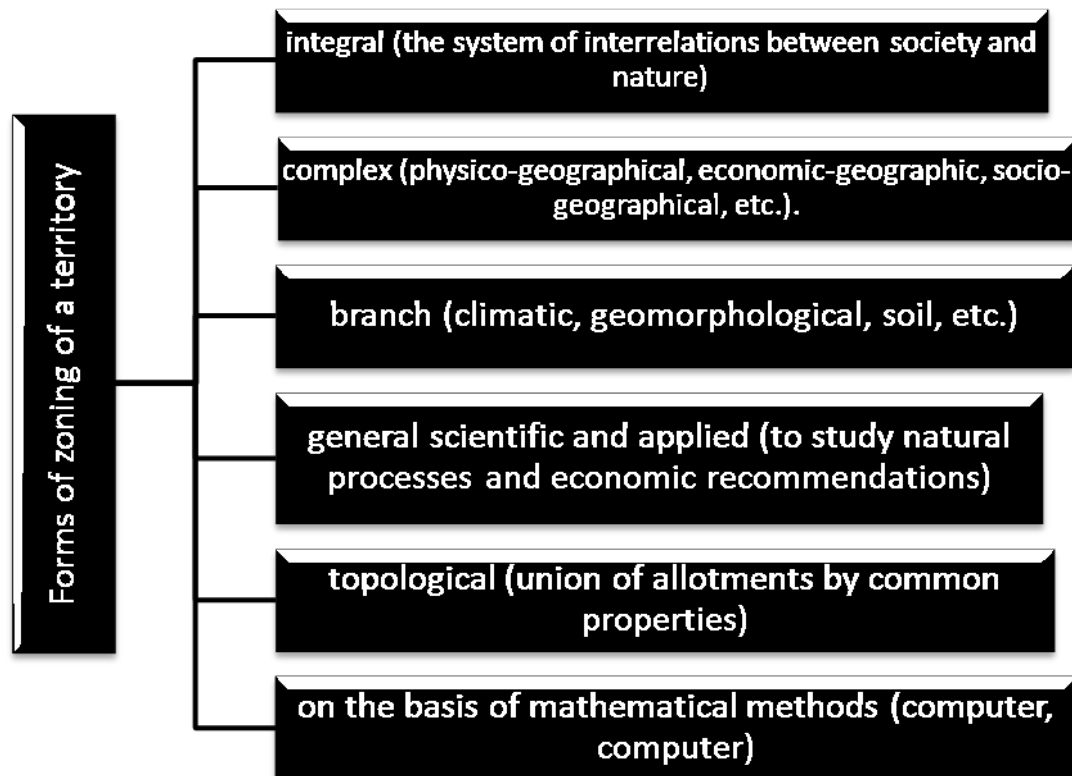 Forms of zoning of a territory
integral (the system of interrelations between society and
nature)
complex (physico-geographical, economic-geographic, socio-
geographical, etc.).
branch (climatic, geomorphological, soil, etc.)
general scientific and applied (to study natural
processes and economic recommendations)
topological (union of allotments by common
properties)
on the basis of mathematical methods (computer,
computer)